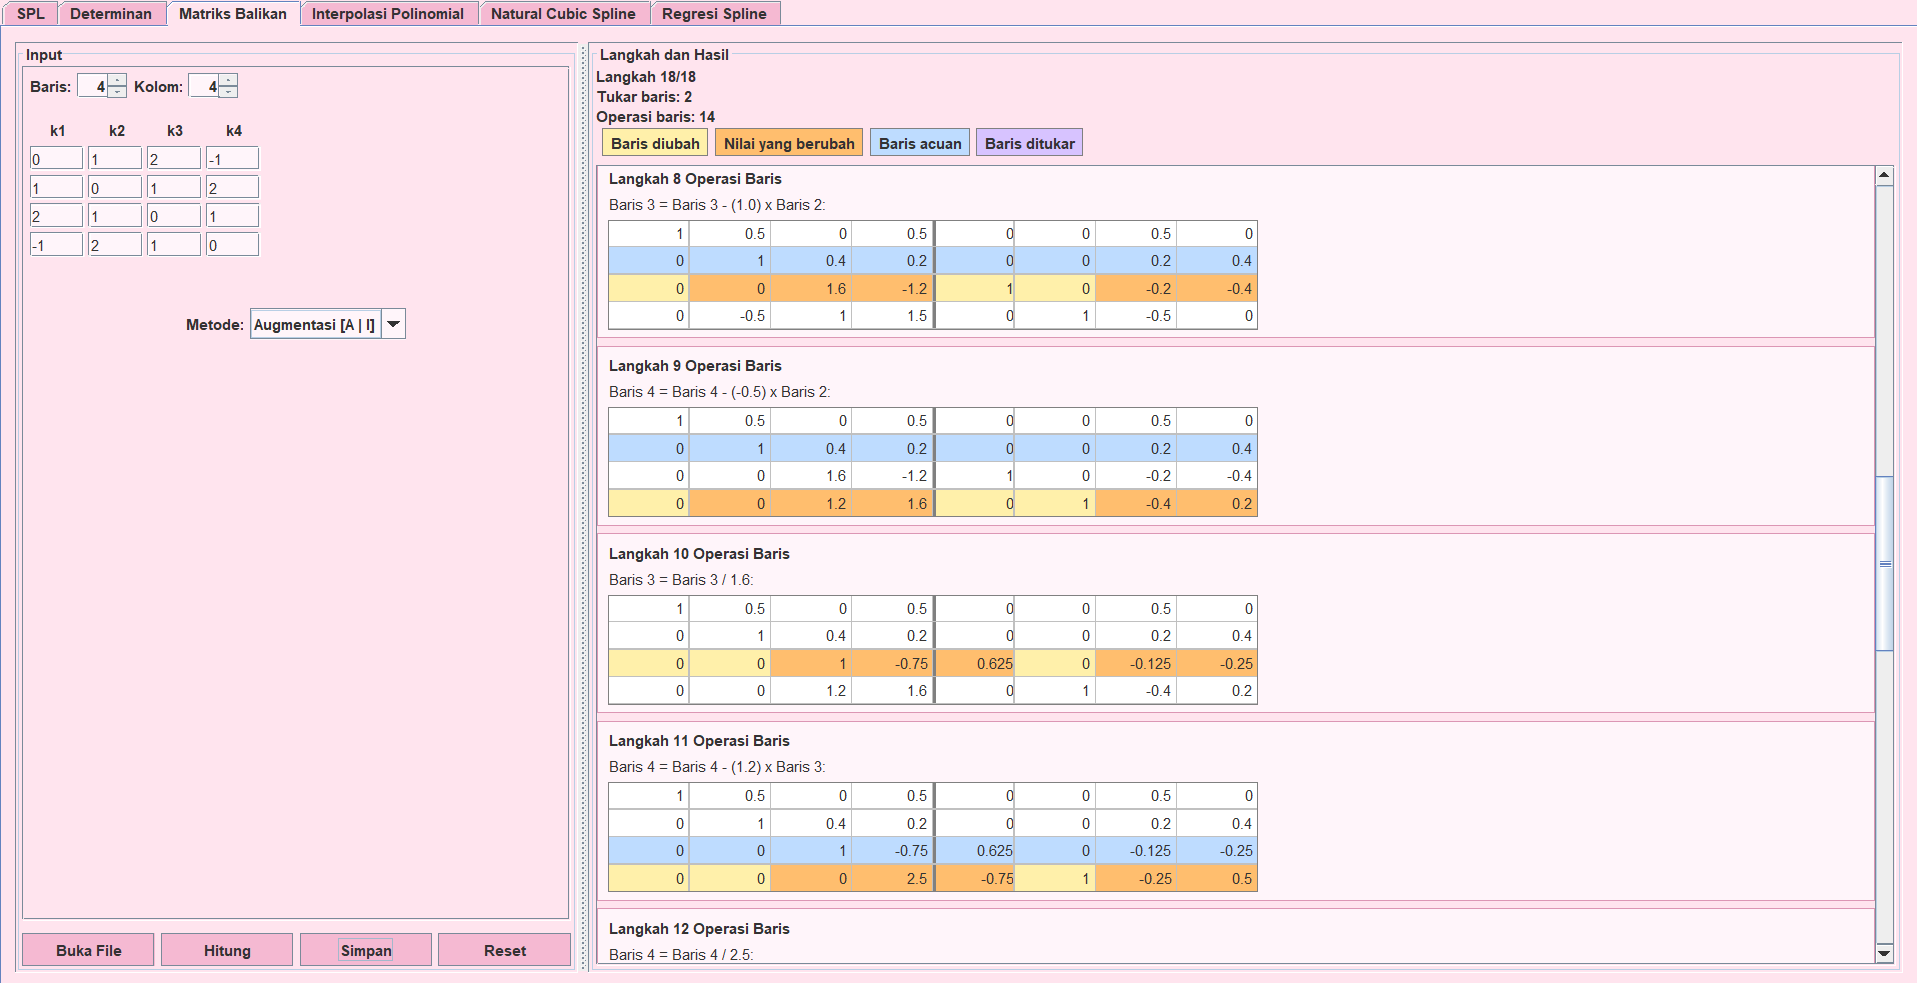 SPL Determinan Matriks Balikan Interpolasi Polinomial Natural Cubic Spline Regresi Spline
Input
Baris: 4 Kolom: 4
k1 k2 k3 k4
0 1 2 -1
1 0 1 2
2 1 0 1
-1 2 1 0
Metode: Augmentasi [A | I]
Buka File Hitung Simpan Reset
Langkah dan Hasil
Langkah 18/18
Tukar baris: 2
Operasi baris: 14
Baris diubah Nilai yang berubah Baris acuan Baris ditukar
Langkah 8 Operasi Baris
Baris 3 = Baris 3 - (1.0) x Baris 2:
1 0.5 0 0.5 0 0 0.5 0
0 1 0.4 0.2 0 0 0.2 0.4
0 0 1.6 -1.2 1 0 -0.2 -0.4
0 -0.5 1 1.5 0 1 -0.5 0
Langkah 9 Operasi Baris
Baris 4 = Baris 4 - (-0.5) x Baris 2:
1 0.5 0 0.5 0 0 0.5 0
0 1 0.4 0.2 0 0 0.2 0.4
0 0 1.6 -1.2 1 0 -0.2 -0.4
0 0 1.2 1.6 0 1 -0.4 0.2
Langkah 10 Operasi Baris
Baris 3 = Baris 3 / 1.6:
1 0.5 0 0.5 0 0 0.5 0
0 1 0.4 0.2 0 0 0.2 0.4
0 0 1 -0.75 0.625 0 -0.125 -0.25
0 0 1.2 1.6 0 1 -0.4 0.2
Langkah 11 Operasi Baris
Baris 4 = Baris 4 - (1.2) x Baris 3:
1 0.5 0 0.5 0 0 0.5 0
0 1 0.4 0.2 0 0 0.2 0.4
0 0 1 -0.75 0.625 0 -0.125 -0.25
0 0 0 2.5 -0.75 1 -0.25 0.5
Langkah 12 Operasi Baris
Baris 4 = Baris 4 / 2.5: